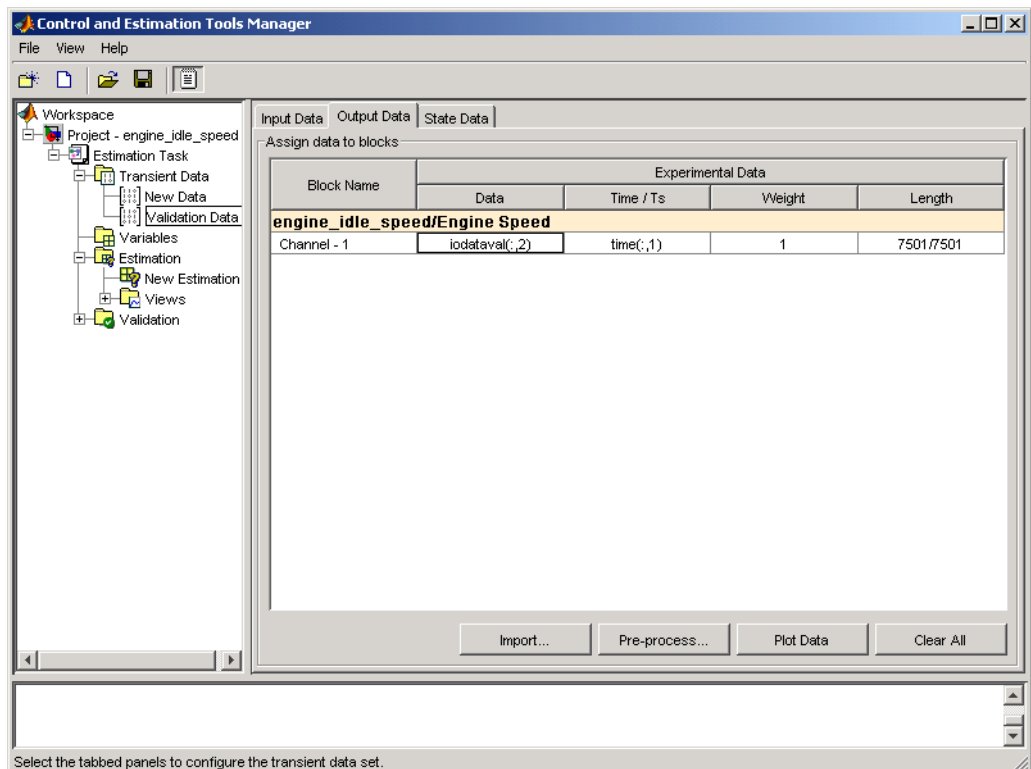 Control and Estimation Tools Manager
File View Help
Workspace
Project - engine_idle_speed
Estimation Task
Transient Data
New Data
Validation Data
Variables
Estimation
New Estimation
Views
Validation
Input Data Output Data State Data
Assign data to blocks
Block Name Experimental Data
Data Time / Ts Weight Length
engine_idle_speed/Engine Speed
Channel - 1 iodataval(:,2) time(:,1) 1 7501/7501
Import... Pre-process... Plot Data Clear All
Select the tabbed panels to configure the transient data set.